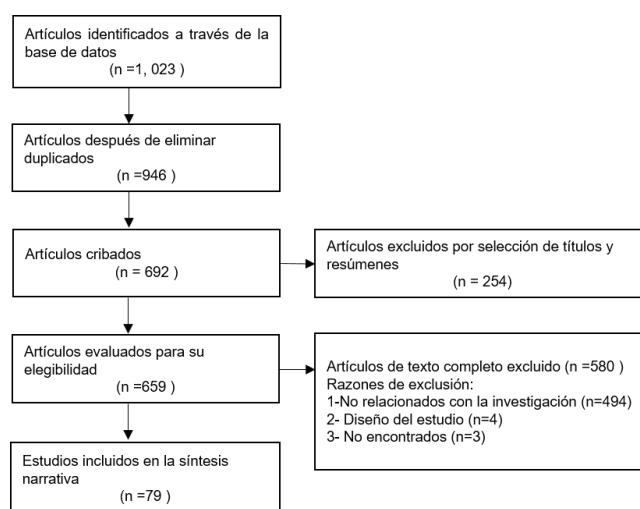 Artículos identificados a través de la
base de datos
(n =1, 023 )
Artículos después de eliminar
duplicados
(n =946 )
Artículos cribados
(n = 692 )
Artículos excluidos por selección de títulos y
resúmenes
(n = 254)
Artículos evaluados para su
elegibilidad
(n =659 )
Artículos de texto completo excluido (n =580 )
Razones de exclusión:
1-No relacionados con la investigación (n=494)
2- Diseño del estudio (n=4)
3- No encontrados (n=3)
Estudios incluidos en la síntesis
narrativa
(n =79 )